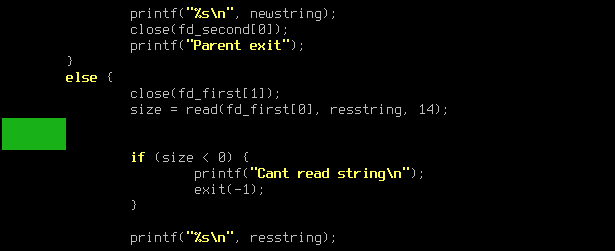 printf("%s\n", newstring);
close(fd_second[0]);
printf("Parent exit");
}
else {
close(fd_first[1]);
size = read(fd_first[0], resstring, 14);
if (size < 0) {
printf("Cant read string\n");
exit(-1);
}
printf("%s\n", resstring);